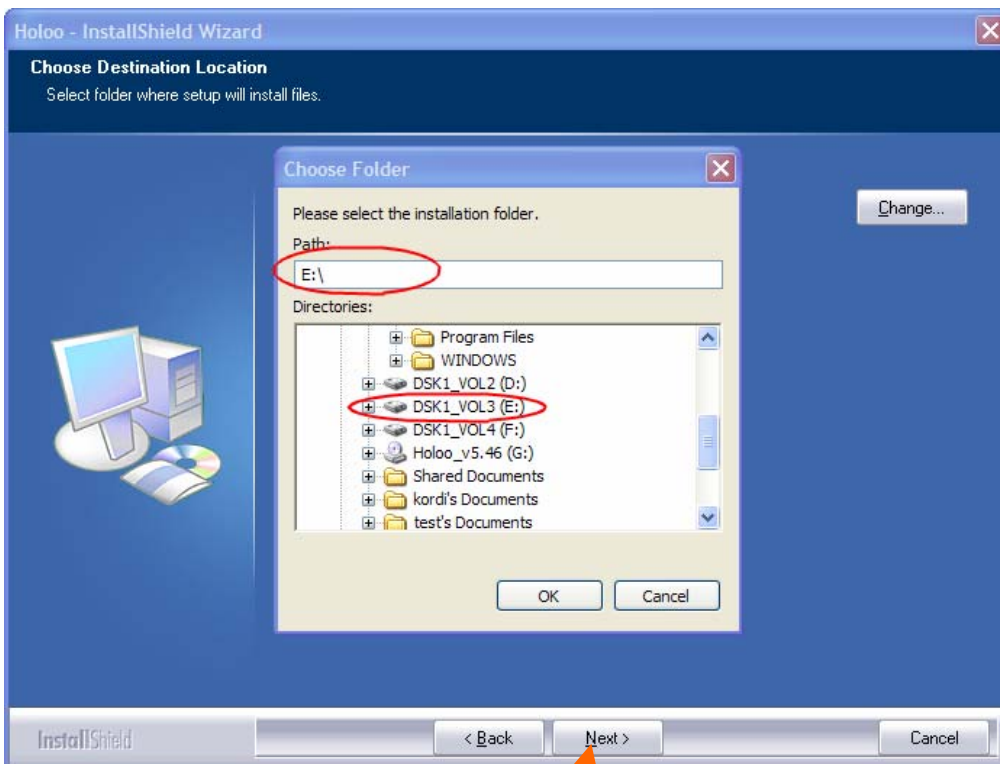 Holoo - InstallShield Wizard
Choose Destination Location
Select folder where setup will install files.
Choose Folder
Please select the installation folder.
Change...
Path:
E:\
Directories:
Program Files
WINDOWS
DSK1_VOL2 (D:)
DSK1_VOL3 (E:)
DSK1_VOL4 (F:)
Holoo_v5.46 (G:)
Shared Documents
kordi's Documents
test's Documents
OK Cancel
InstallShield < Back Next > Cancel